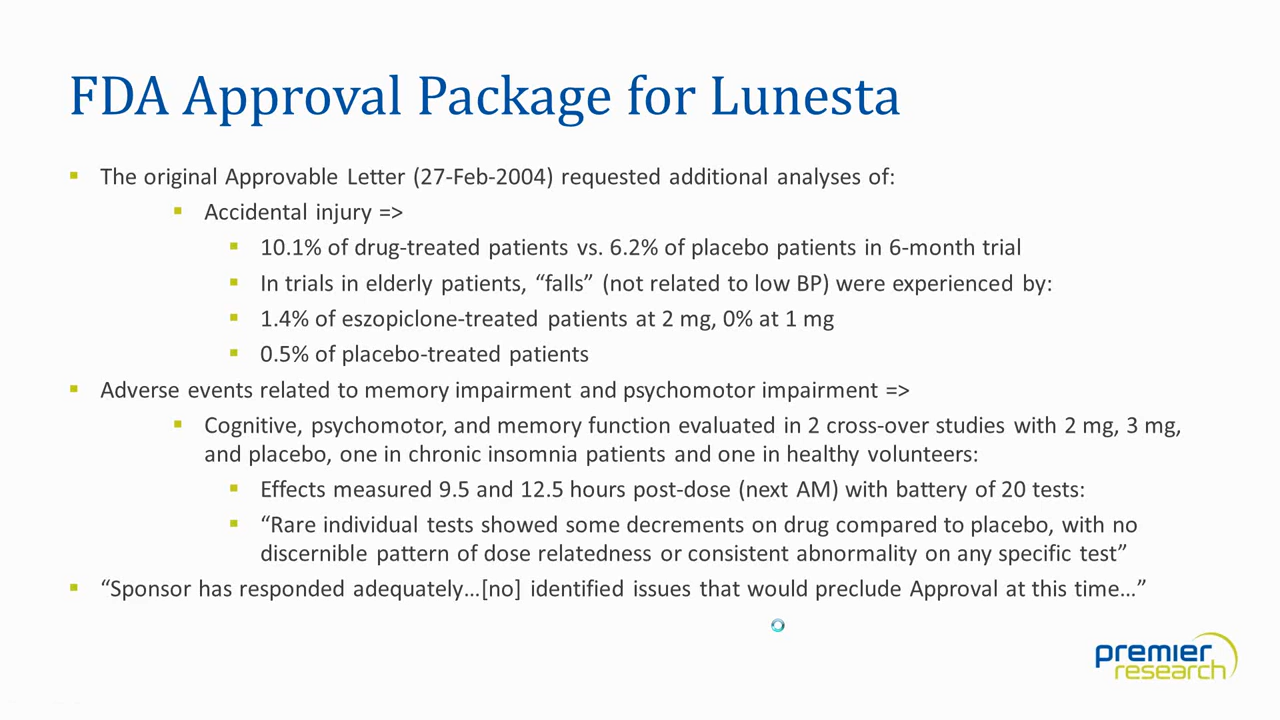 FDA Approval Package for Lunesta
The original Approvable Letter (27-Feb-2004) requested additional analyses of:
Accidental injury =>
10.1% of drug-treated patients vs. 6.2% of placebo patients in 6-month trial
In trials in elderly patients, “falls” (not related to low BP) were experienced by:
1.4% of eszopiclone-treated patients at 2 mg, 0% at 1 mg
0.5% of placebo-treated patients
Adverse events related to memory impairment and psychomotor impairment =>
Cognitive, psychomotor, and memory function evaluated in 2 cross-over studies with 2 mg, 3 mg,
and placebo, one in chronic insomnia patients and one in healthy volunteers:
Effects measured 9.5 and 12.5 hours post-dose (next AM) with battery of 20 tests:
“Rare individual tests showed some decrements on drug compared to placebo, with no
discernible pattern of dose relatedness or consistent abnormality on any specific test”
“Sponsor has responded adequately…[no] identified issues that would preclude Approval at this time…”
premier
research